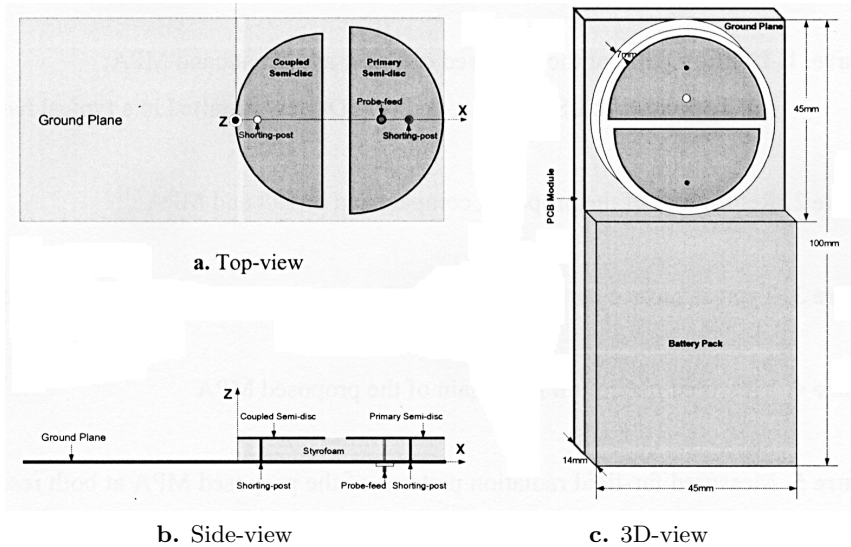 Coupled
Semi-disc
Primary
Semi-disc
Probe-feed
Ground Plane
Z
X
Shorting-post
Shorting-post
a. Top-view
Z
Coupled Semi-disc
Primary Semi-disc
Ground Plane
Styrofoam
X
Shorting-post
Probe-feed
Shorting-post
b. Side-view
Ground Plane
7mm
45mm
PCB Module
100mm
Battery Pack
14mm
45mm
c. 3D-view